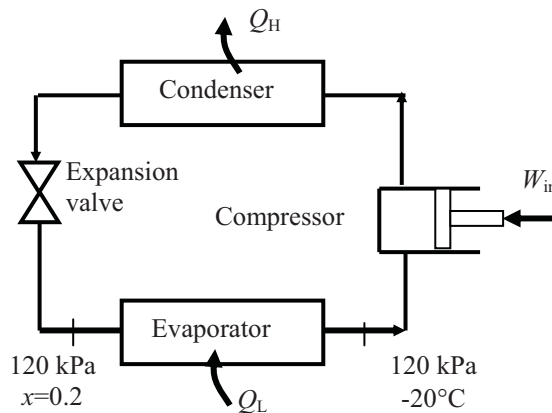 Q_H
Condenser
Expansion
valve
W_in
Compressor
Evaporator
120 kPa
x=0.2
Q_L
120 kPa
-20°C